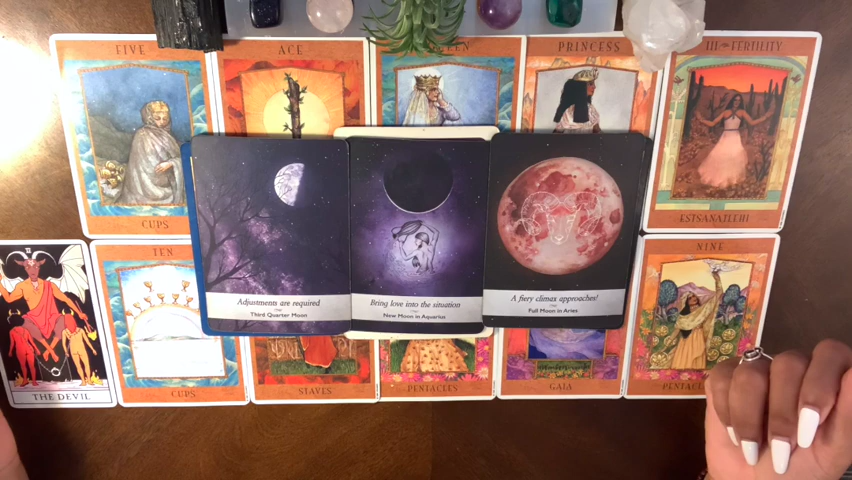 FIVE
ACE
PRINCESS
III FERTILITY
CUPS
ESTSANATLEHI
TEN
NINE
Adjustments are required
Third Quarter Moon
Bring love into the situation
New Moon in Aquarius
A fiery climax approaches!
Full Moon in Aries
THE DEVIL
CUPS
STAVES
PENTACLES
GAIA